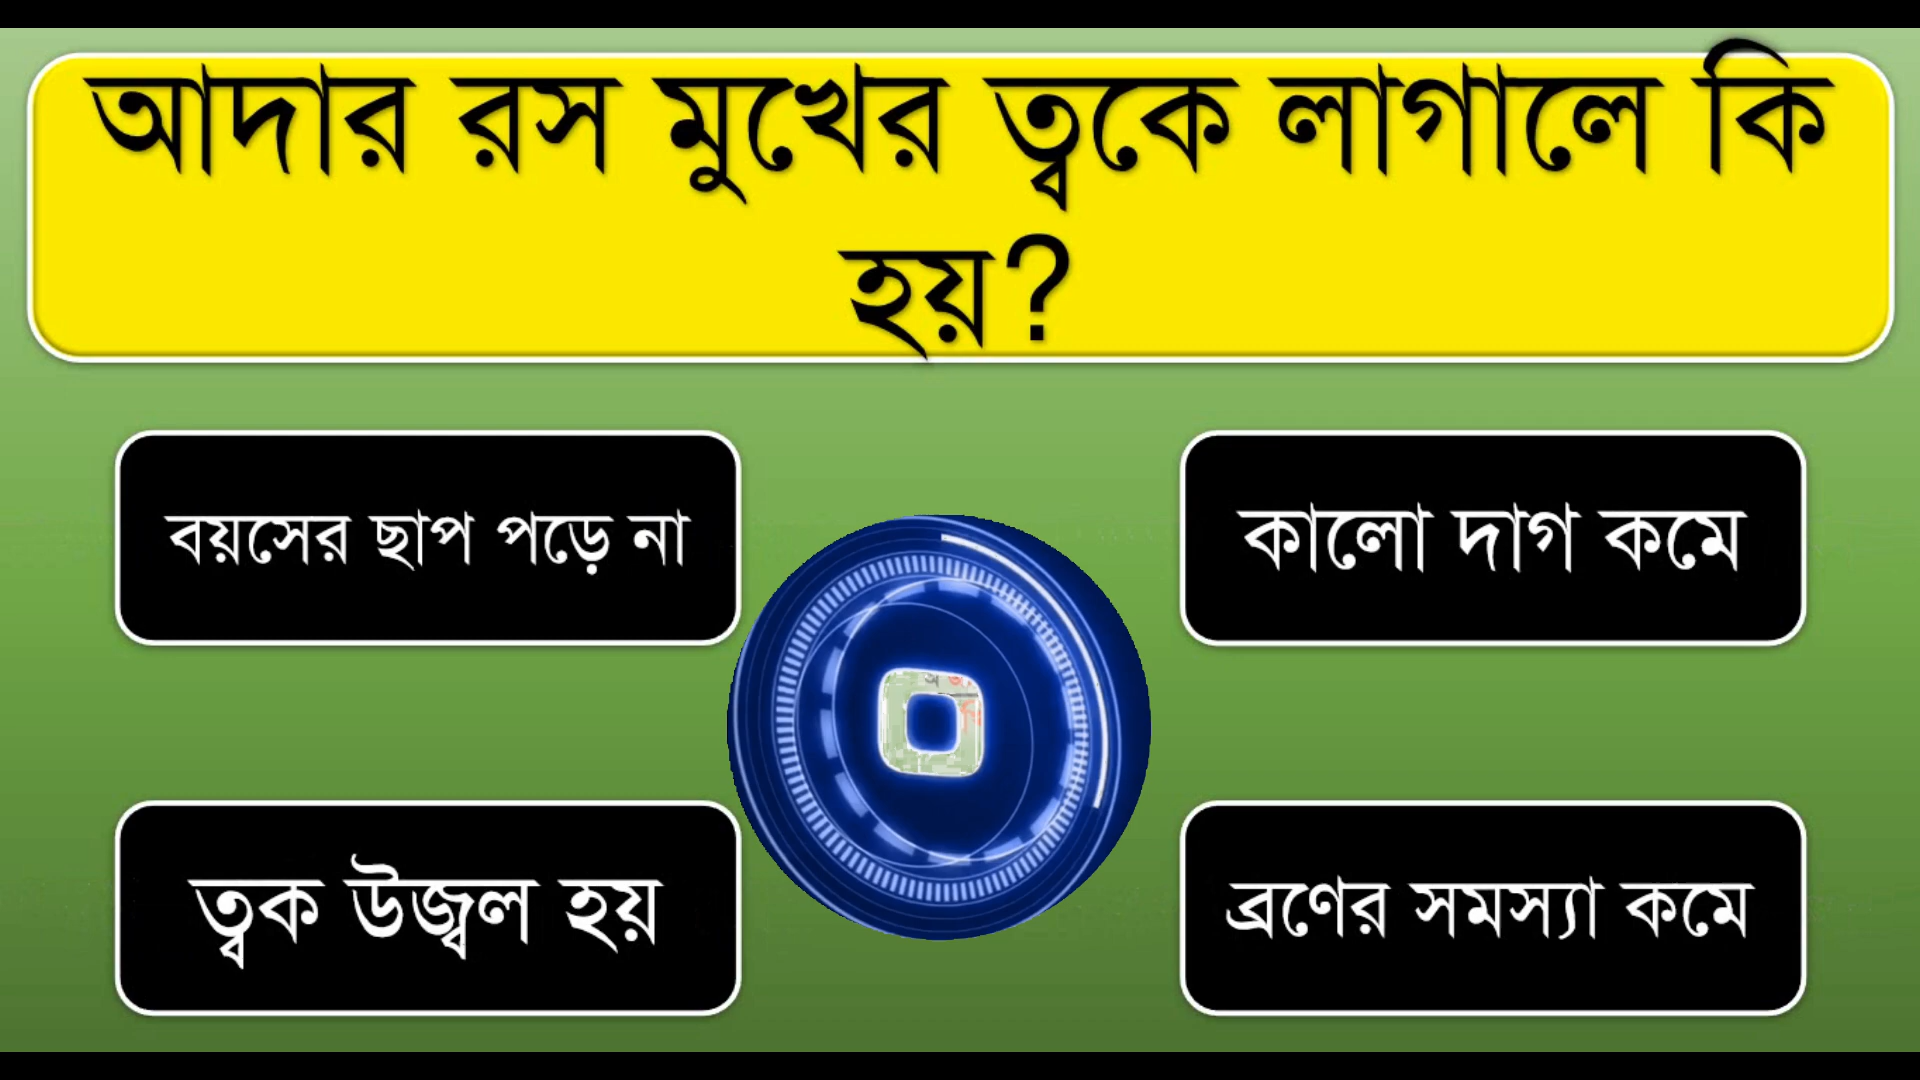 আদার রস মুখের ত্বকে লাগালে কি
হয়?
বয়সের ছাপ পড়ে না
কালো দাগ কমে
ত্বক উজ্বল হয়
ব্রণের সমস্যা কমে